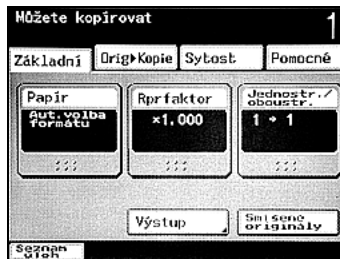 Můžete kopírovat 1
Základní Orig▸Kopie Sytost Pomocné
Papír Rprfaktor Jednostr./
oboustr.
Aut.volba
formátu
×1,000
1 → 1
Výstup
Smíšené
originály
Seznam
úloh